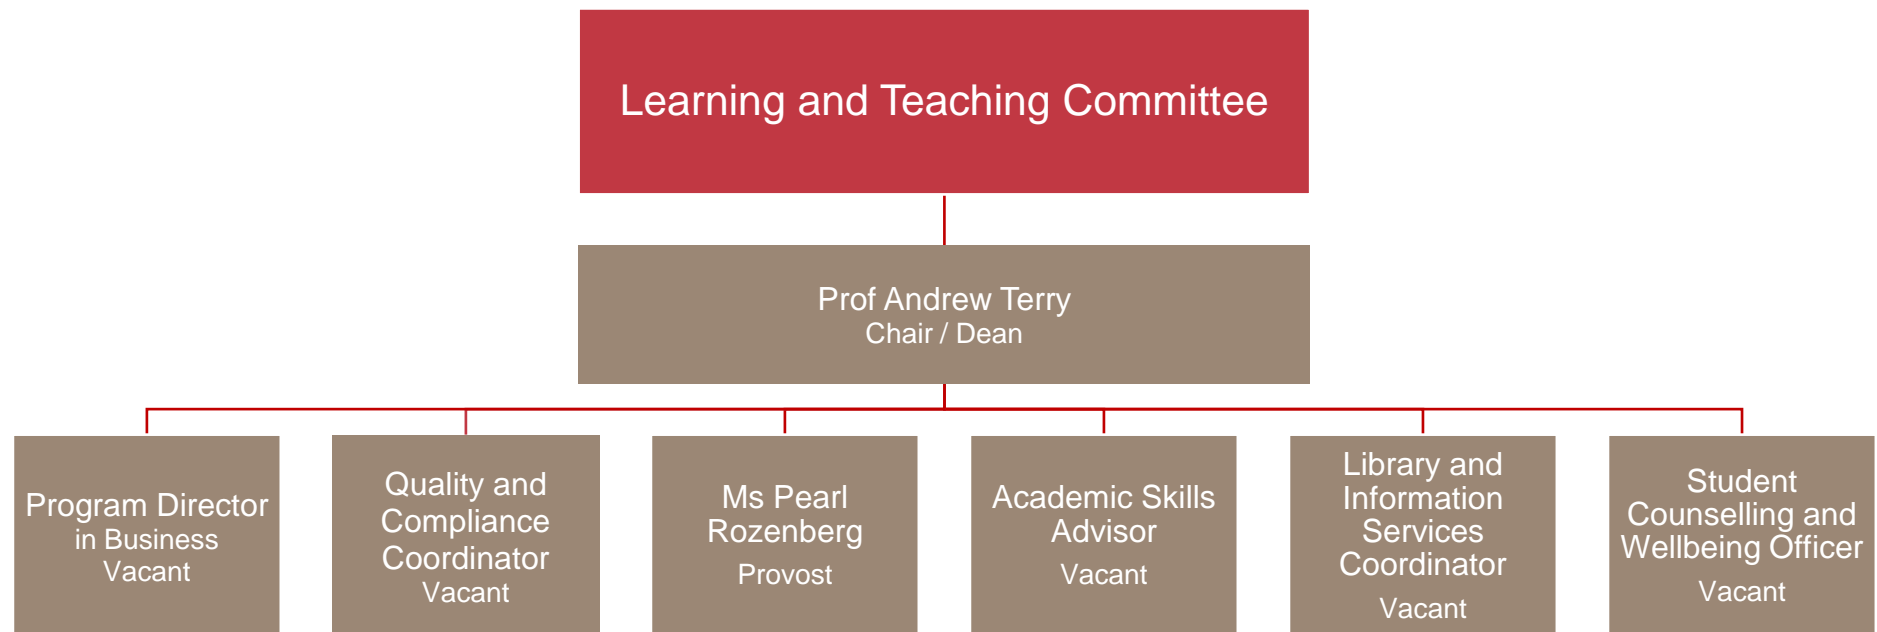 Learning and Teaching Committee
Prof Andrew Terry
Chair / Dean
Program Director
in Business
Vacant
Quality and
Compliance
Coordinator
Vacant
Ms Pearl
Rozenberg
Provost
Academic Skills
Advisor
Vacant
Library and
Information
Services
Coordinator
Vacant
Student
Counselling and
Wellbeing Officer
Vacant